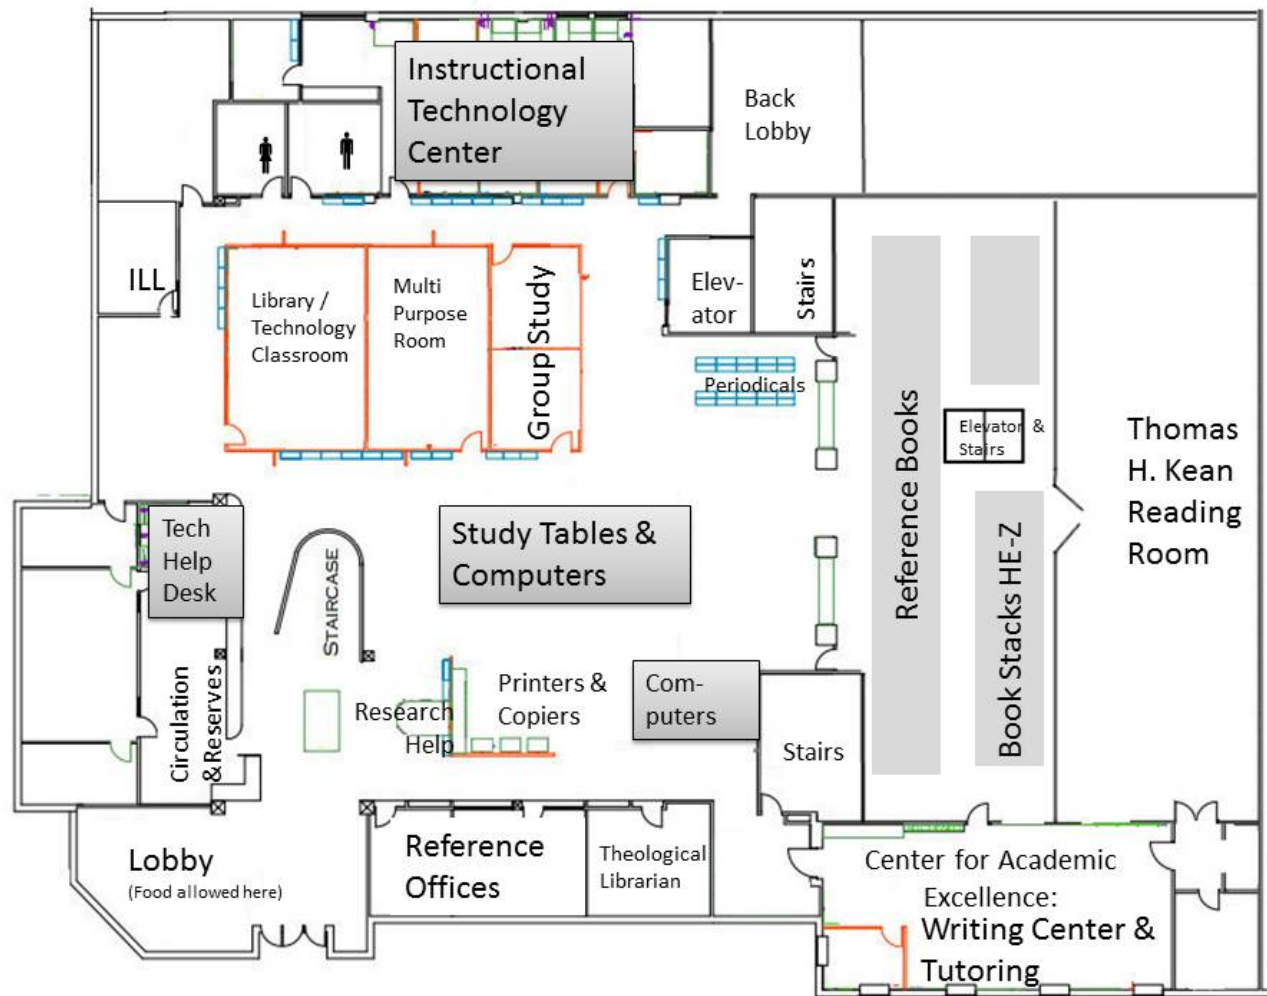 Instructional
Technology
Center
Back
Lobby
ILL
Library /
Technology
Classroom
Multi
Purpose
Room
Group Study
Elev-
ator
Stairs
Periodicals
Reference Books
Elevator &
Stairs
Thomas
H. Kean
Reading
Room
Tech
Help
Desk
STAIRCASE
Study Tables &
Computers
Book Stacks HE-Z
Circulation
&Reserves
Research
Help
Printers &
Copiers
Com-
puters
Stairs
Lobby
(Food allowed here)
Reference
Offices
Theological
Librarian
Center for Academic
Excellence:
Writing Center &
Tutoring